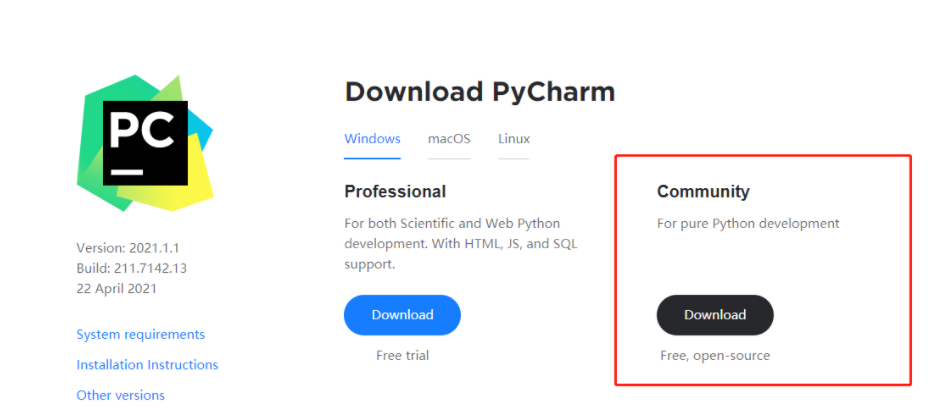 Download PyCharm
PC
Windows
macOS
Linux
Professional
For both Scientific and Web Python
development. With HTML, JS, and SQL
support.
Download
Free trial
Community
For pure Python development
Download
Free, open-source
Version: 2021.1.1
Build: 211.7142.13
22 April 2021
System requirements
Installation Instructions
Other versions